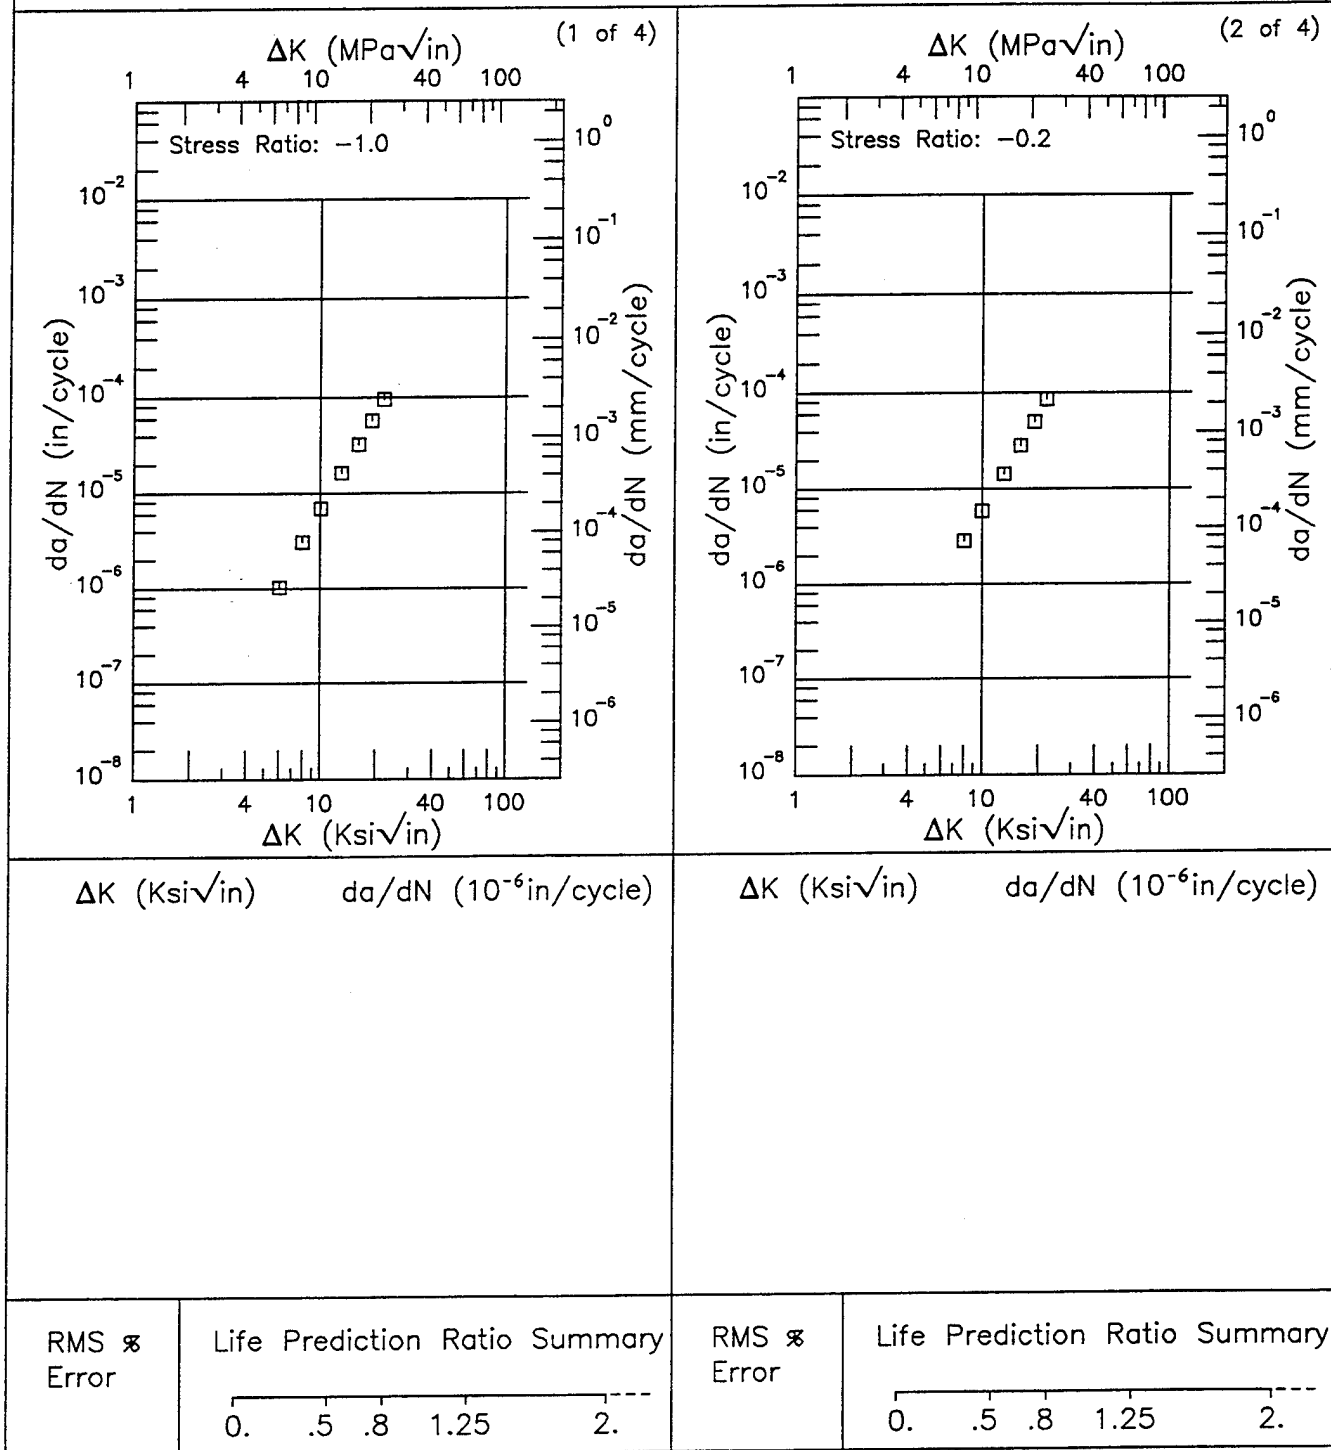 (1 of 4)
ΔK (MPa√in)
1 4 10 40 100
Stress Ratio: -1.0
da/dN (in/cycle)
10⁻²
10⁻³
10⁻⁴
10⁻⁵
10⁻⁶
10⁻⁷
10⁻⁸
10⁰
10⁻¹
10⁻²
10⁻³
10⁻⁴
10⁻⁵
10⁻⁶
da/dN (mm/cycle)
1 4 10 40 100
ΔK (Ksi√in)
ΔK (Ksi√in) da/dN (10⁻⁶in/cycle)
RMS %
Error
Life Prediction Ratio Summary
0. .5 .8 1.25 2.
(2 of 4)
ΔK (MPa√in)
1 4 10 40 100
Stress Ratio: -0.2
da/dN (in/cycle)
10⁻²
10⁻³
10⁻⁴
10⁻⁵
10⁻⁶
10⁻⁷
10⁻⁸
10⁰
10⁻¹
10⁻²
10⁻³
10⁻⁴
10⁻⁵
10⁻⁶
da/dN (mm/cycle)
1 4 10 40 100
ΔK (Ksi√in)
ΔK (Ksi√in) da/dN (10⁻⁶in/cycle)
RMS %
Error
Life Prediction Ratio Summary
0. .5 .8 1.25 2.